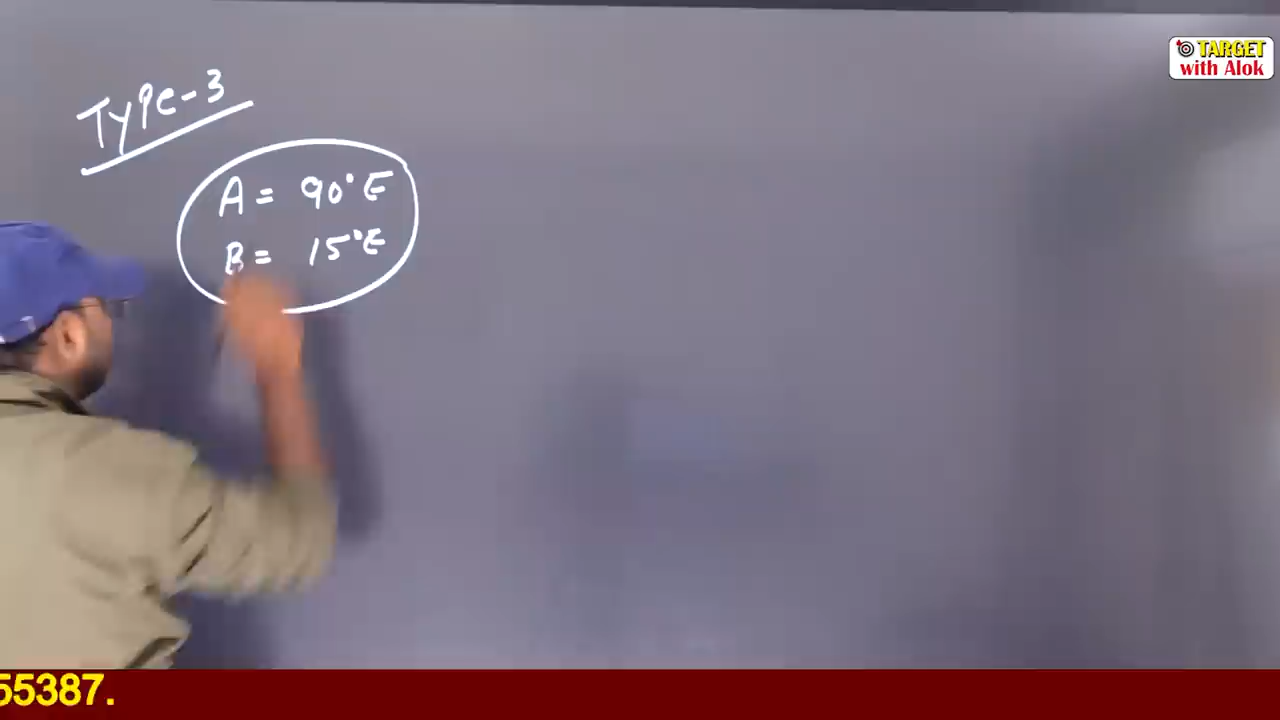 TARGET
with Alok
Type-3
A = 90°E
B = 15°E
55387.